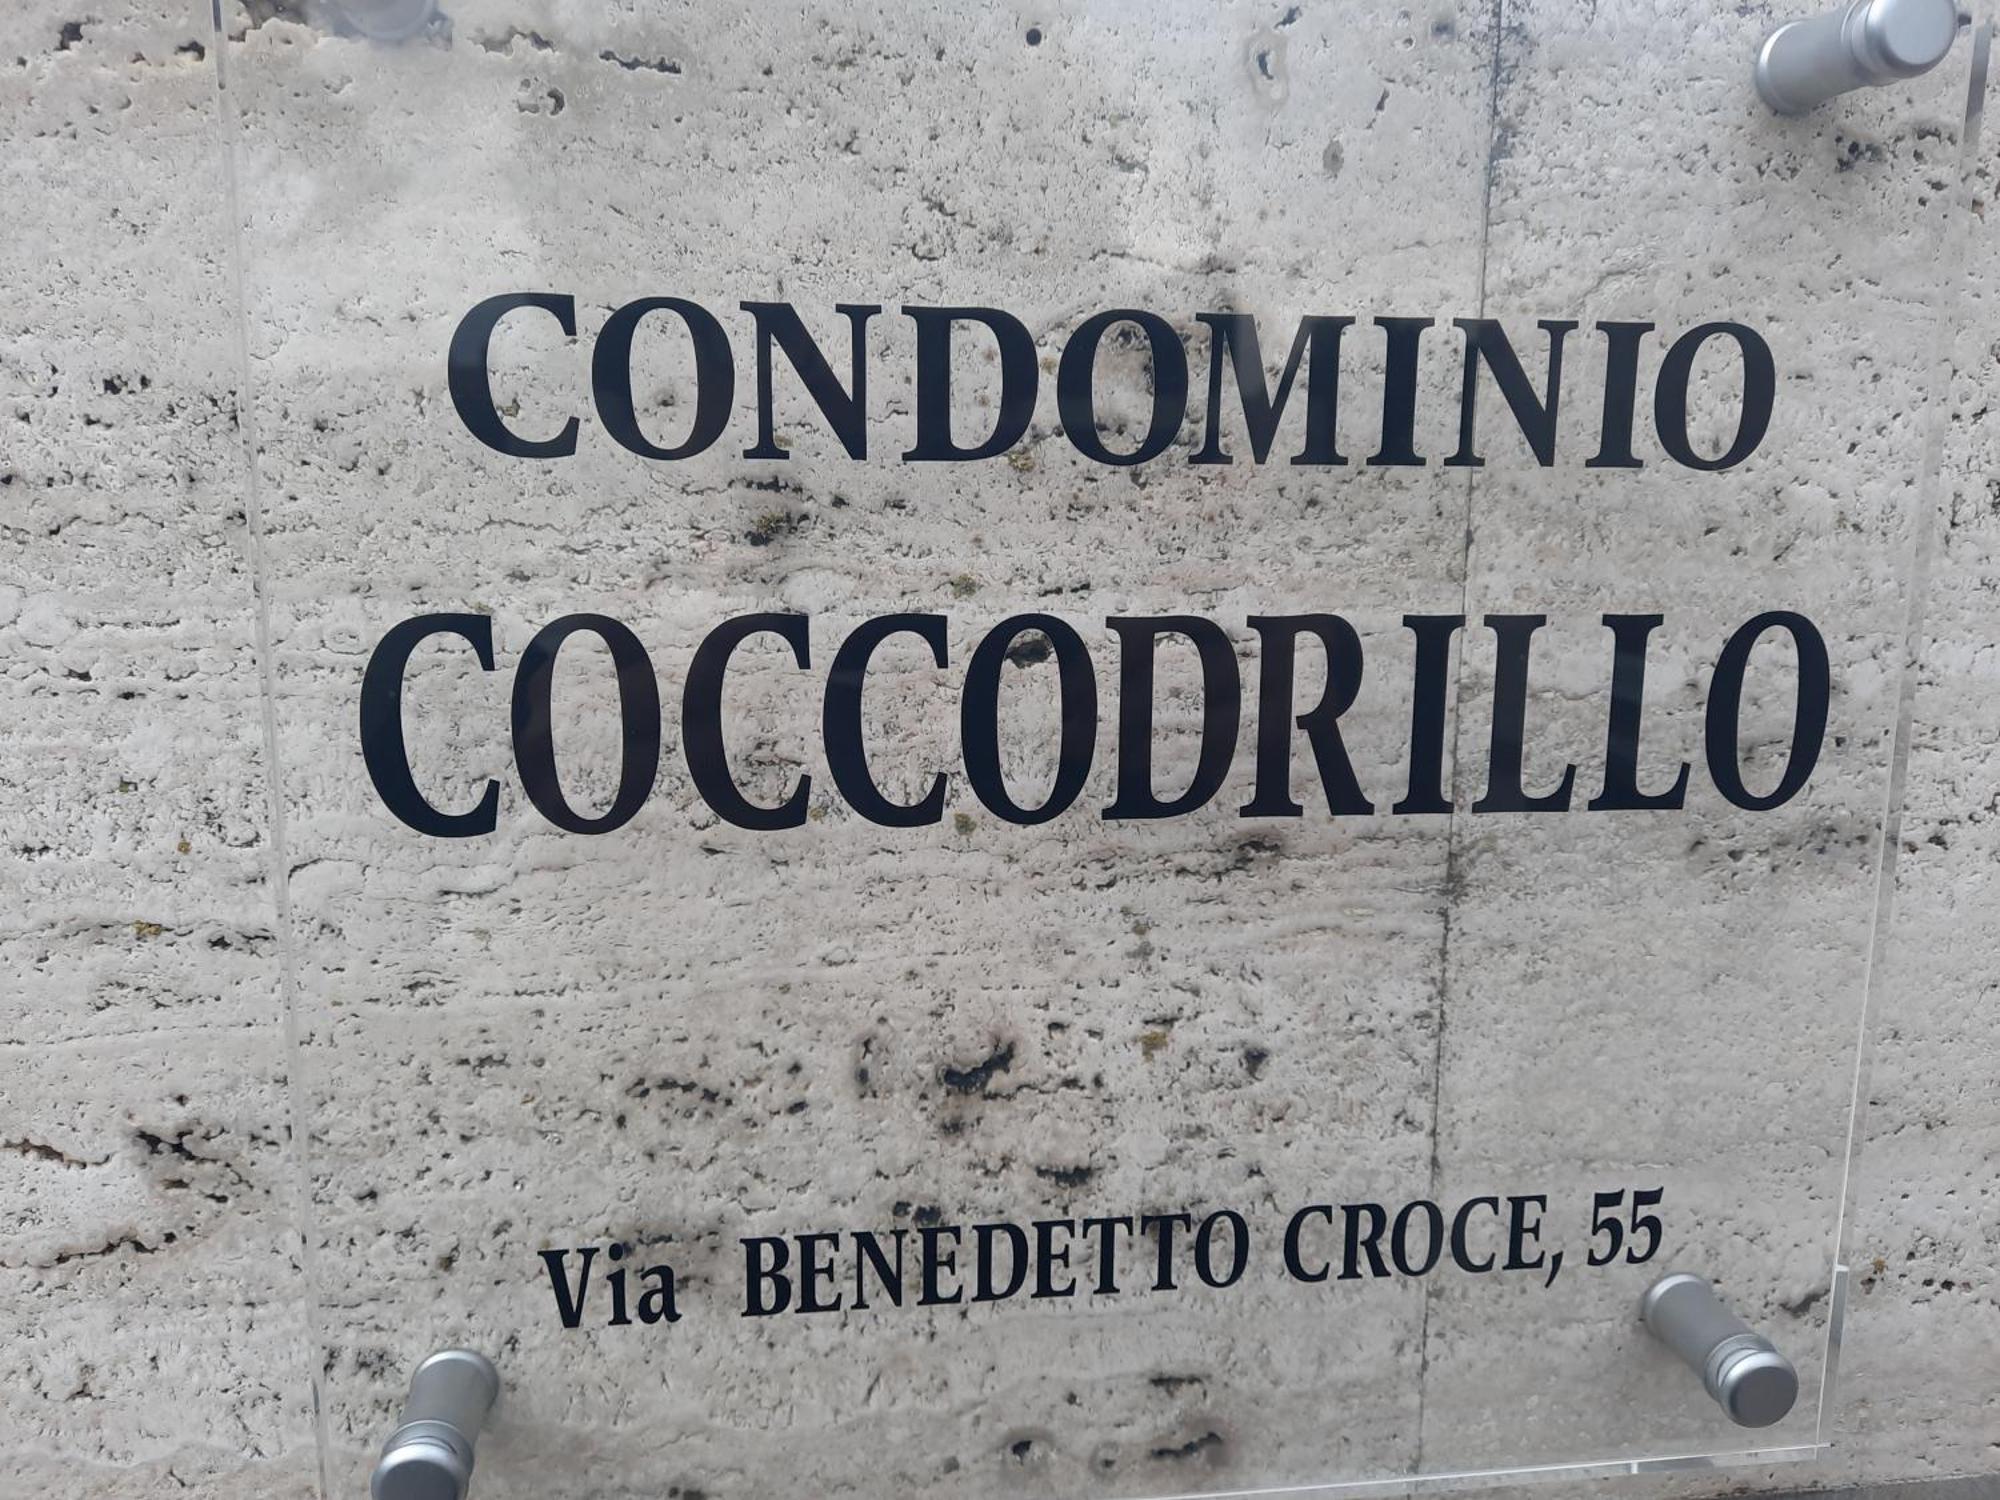 CONDOMINIO
COCCODRILLO
Via BENEDETTO CROCE, 55